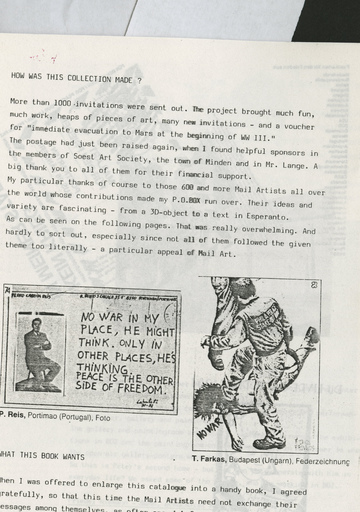 HOW WAS THIS COLLECTION MADE ?
More than 1000 invitations were sent out. The project brought much fun,
much work, heaps of pieces of art, many new invitations - and a voucher
for "immediate evacuation to Mars at the beginning of WW III."
The postage had just been raised again, when I found helpful sponsors in
the members of Soest Art Society, the town of Minden and in Mr. Lange. A
big thank you to all of them for their financial support.
My particular thanks of course to those 600 and more Mail Artists all over
the world whose contributions made my P.O.BOX run over. Their ideas and
variety are fascinating - from a 3D-object to a text in Esperanto.
As can be seen on the following pages. That was really overwhelming. And
hardly to sort out, especially since not all of them followed the given
theme too literally - a particular appeal of Mail Art.
NO WAR IN MY
PLACE, HE MIGHT
THINK. ONLY IN
OTHER PLACES, HE'S
THINKING.
PEACE IS THE OTHER
SIDE OF FREEDOM.
NO WAR
P. Reis, Portimao (Portugal), Foto
T. Farkas, Budapest (Ungarn), Federzeichnung
WHAT THIS BOOK WANTS
When I was offered to enlarge this catalogue into a handy book, I agreed
gratefully, so that this time the Mail Artists need not exchange their
messages among themselves, as often